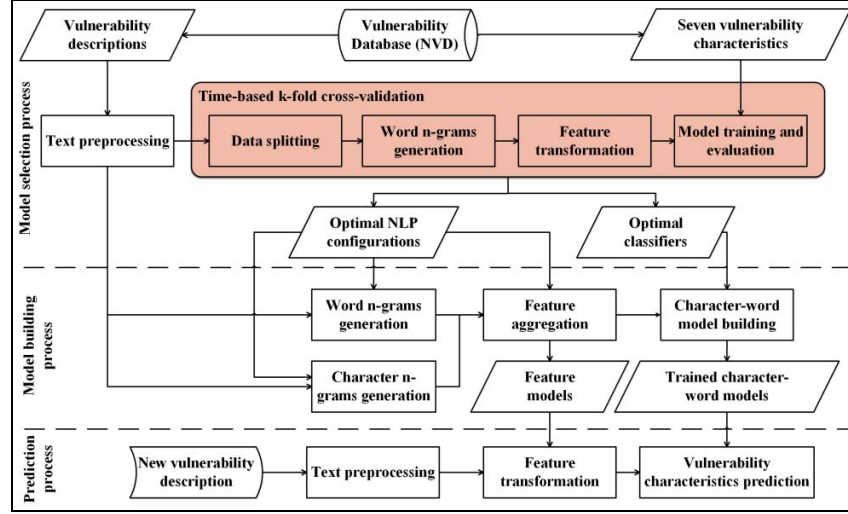 Vulnerability
descriptions
Vulnerability
Database (NVD)
Seven vulnerability
characteristics
Model selection process
Time-based k-fold cross-validation
Text preprocessing
Data splitting
Word n-grams
generation
Feature
transformation
Model training and
evaluation
Optimal NLP
configurations
Optimal
classifiers
Model building
process
Word n-grams
generation
Feature
aggregation
Character-word
model building
Character n-
grams generation
Feature
models
Trained character-
word models
Prediction
process
New vulnerability
description
Text preprocessing
Feature
transformation
Vulnerability
characteristics prediction